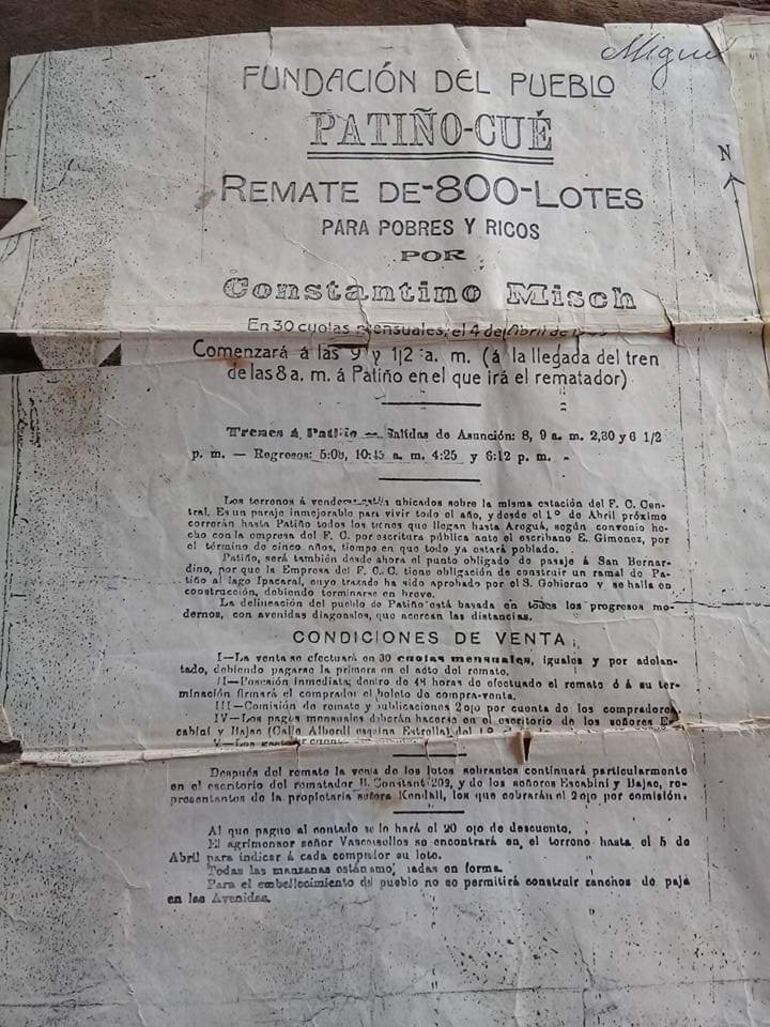 Miguel
FUNDACIÓN DEL PUEBLO
PATIÑO-CUÉ
N
REMATE DE-800-LOTES
PARA POBRES Y RICOS
POR
Constantino Misch
En 30 cuotas mensuales, el 4 de Abril de
Comenzará á las 9 y 1/2 a. m. (á la llegada del tren
de las 8 a. m. á Patiño en el que irá el rematador)
Trenes á Patiño — Salidas de Asunción: 8, 9 a. m. 2,30 y 6 1/2
p. m. — Regresos: 5:08, 10:45 a. m. 4:25 y 6:12 p. m.
Los terrenos á venderse están ubicados sobre la misma estación del F. C. Cen-
tral. Es un paraje inmejorable para vivir todo el año, y desde el 1º de Abril próximo
correrán hasta Patiño todos los trenes que llegan hasta Areguá, según convenio he-
cho con la empresa del F. C. por escritura pública ante el escribano E. Gimenez, por
el término de cinco años, tiempo en que todo ya estará poblado.
Patiño, será también desde ahora el punto obligado de pasaje á San Bernar-
dino, por que la Empresa del F. C. C. tiene obligación de construir un ramal de Pa-
tiño al lago Ipacaraí, cuyo trazado ha sido aprobado por el S. Gobierno y se halla en
construcción, debiendo terminarse en breve.
La delineación del pueblo de Patiño está basada en todos los progresos mo-
dernos, con avenidas diagonales, que acercan las distancias.
CONDICIONES DE VENTA
I—La venta se efectuará en 30 cuotas mensuales, iguales y por adelan-
tado, debiendo pagarse la primera en el acto del remate.
II—Posesión inmediata; dentro de 48 horas de efectuado el remate ó á su ter-
minación firmará el comprador el boleto de compra-venta.
III—Comisión de remate y publicaciones 2 o/o por cuenta de los compradores.
IV—Los pagos mensuales deberán hacerse en el escritorio de los señores Es-
cabini y Bajac (Calle Alberdi esquina Estrella) del 1º
V—Los
Después del remate la venta de los lotes sobrantes continuará particularmente
en el escritorio del rematador B. Constant 209, y de los señores Escabini y Bajac, re-
presentantes de la propietaria señora Kendall, los que cobrarán el 2 o/o por comisión.
Al que pague al contado se le hará el 20 o/o de descuento.
El agrimensor señor Vasconsellos se encontrará en el terreno hasta el 5 de
Abril para indicar á cada comprador su lote.
Todas las manzanas están amojonadas en forma.
Para el embellecimiento del pueblo no se permitirá construir ranchos de paja
en las Avenidas.